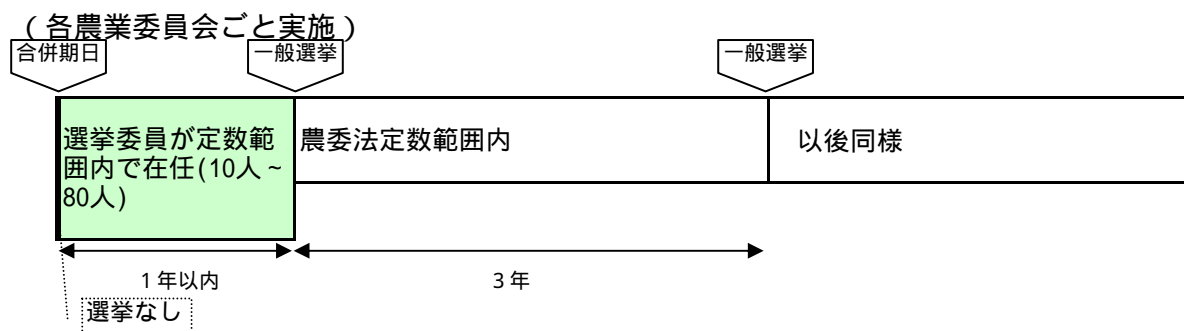 (各農業委員会ごと実施)
合併期日
一般選挙
一般選挙
選挙委員が定数範
囲内で在任(10人~
80人)
農委法定数範囲内
以後同様
1年以内
3年
選挙なし